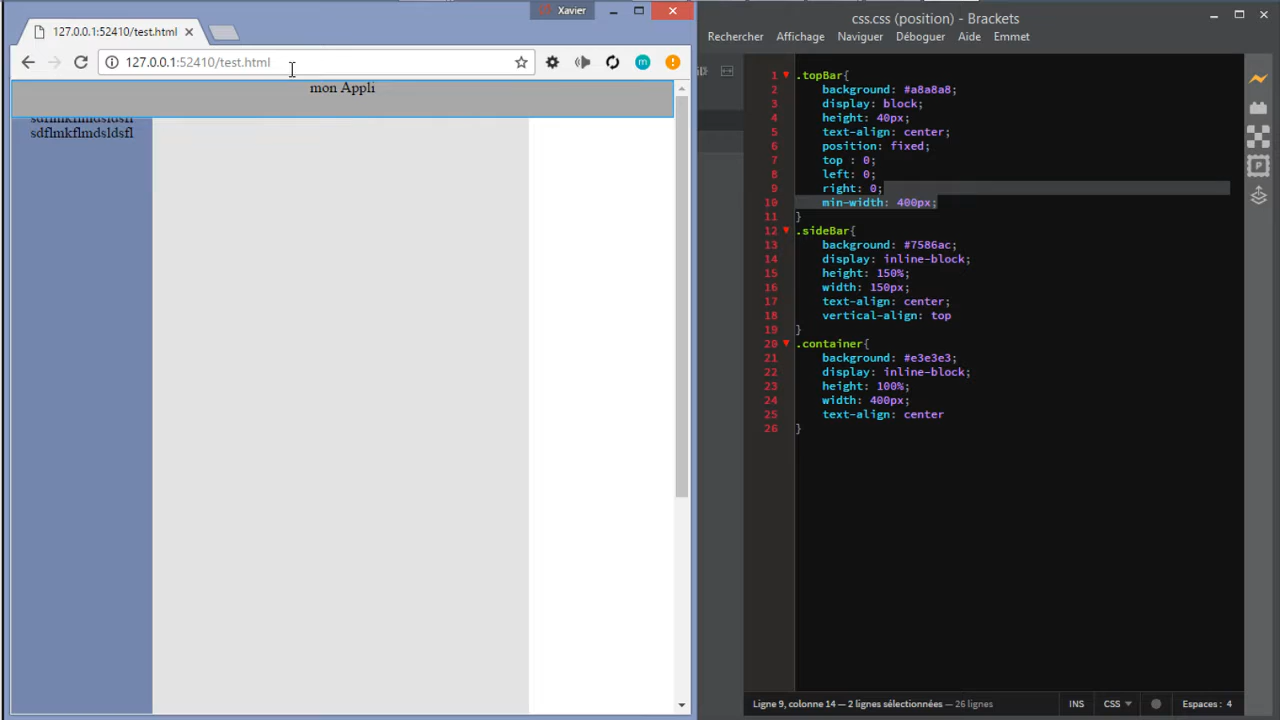 Xavier
127.0.0.1:52410/test.html
127.0.0.1:52410/test.html
mon Appli
sdflmkflmdsldsfl
sdflmkflmdsldsfl
css.css (position) - Brackets
Rechercher Affichage Naviguer Déboguer Aide Emmet
1 .topBar{
2 background: #a8a8a8;
3 display: block;
4 height: 40px;
5 text-align: center;
6 position: fixed;
7 top : 0;
8 left: 0;
9 right: 0;
10 min-width: 400px;
11 }
12 .sideBar{
13 background: #7586ac;
14 display: inline-block;
15 height: 150%;
16 width: 150px;
17 text-align: center;
18 vertical-align: top
19 }
20 .container{
21 background: #e3e3e3;
22 display: inline-block;
23 height: 100%;
24 width: 400px;
25 text-align: center
26 }
Ligne 9, colonne 14 — 2 lignes sélectionnées — 26 lignes INS CSS Espaces: 4